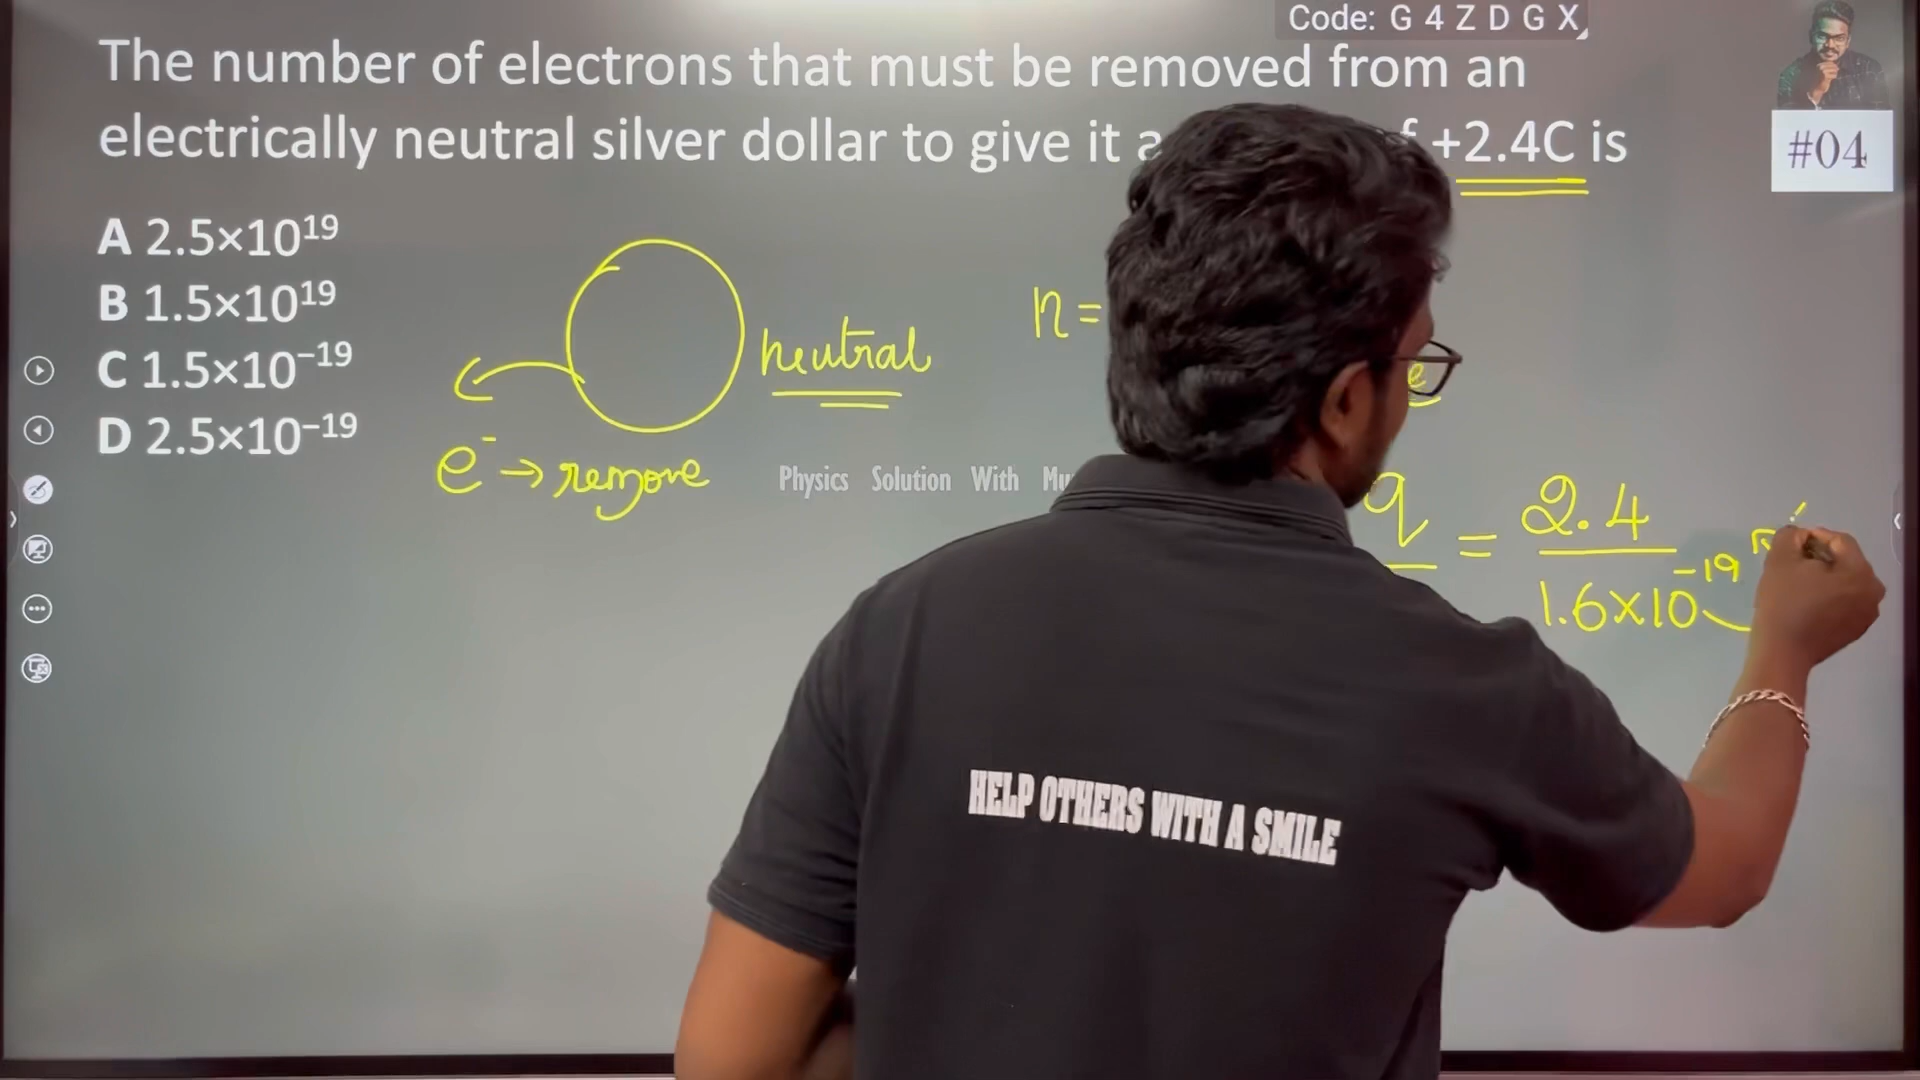 Code: G 4 Z D G X
The number of electrons that must be removed from an
electrically neutral silver dollar to give it a +2.4C is
#04
A 2.5×10¹⁹
B 1.5×10¹⁹
C 1.5×10⁻¹⁹
D 2.5×10⁻¹⁹
neutral
n =
e
e⁻ → remove
Physics Solution With
q = 2.4
1.6×10⁻¹⁹
HELP OTHERS WITH A SMILE